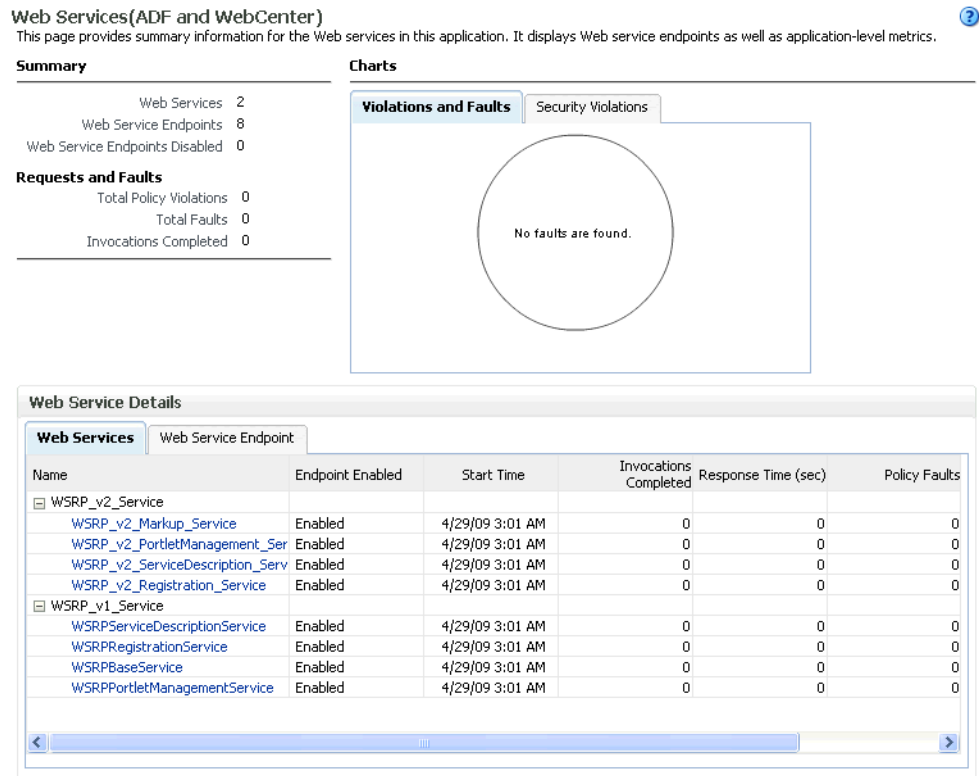 Web Services(ADF and WebCenter)
This page provides summary information for the Web services in this application. It displays Web service endpoints as well as application-level metrics.
Summary
Web Services 2
Web Service Endpoints 8
Web Service Endpoints Disabled 0
Requests and Faults
Total Policy Violations 0
Total Faults 0
Invocations Completed 0
Charts
Violations and Faults Security Violations
No faults are found.
Web Service Details
Web Services Web Service Endpoint
Name Endpoint Enabled Start Time Invocations Completed Response Time (sec) Policy Faults
WSRP_v2_Service
WSRP_v2_Markup_Service Enabled 4/29/09 3:01 AM 0 0 0
WSRP_v2_PortletManagement_Ser Enabled 4/29/09 3:01 AM 0 0 0
WSRP_v2_ServiceDescription_Serv Enabled 4/29/09 3:01 AM 0 0 0
WSRP_v2_Registration_Service Enabled 4/29/09 3:01 AM 0 0 0
WSRP_v1_Service
WSRPServiceDescriptionService Enabled 4/29/09 3:01 AM 0 0 0
WSRPRegistrationService Enabled 4/29/09 3:01 AM 0 0 0
WSRPBaseService Enabled 4/29/09 3:01 AM 0 0 0
WSRPPortletManagementService Enabled 4/29/09 3:01 AM 0 0 0